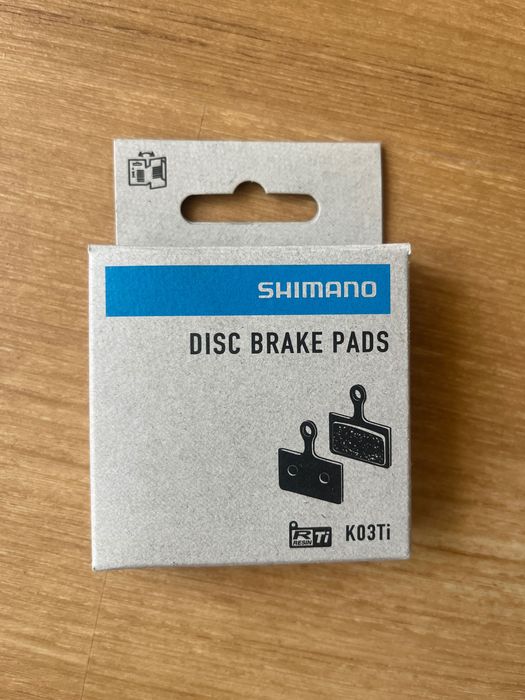 SHIMANO
DISC BRAKE PADS
R RESIN Ti K03Ti